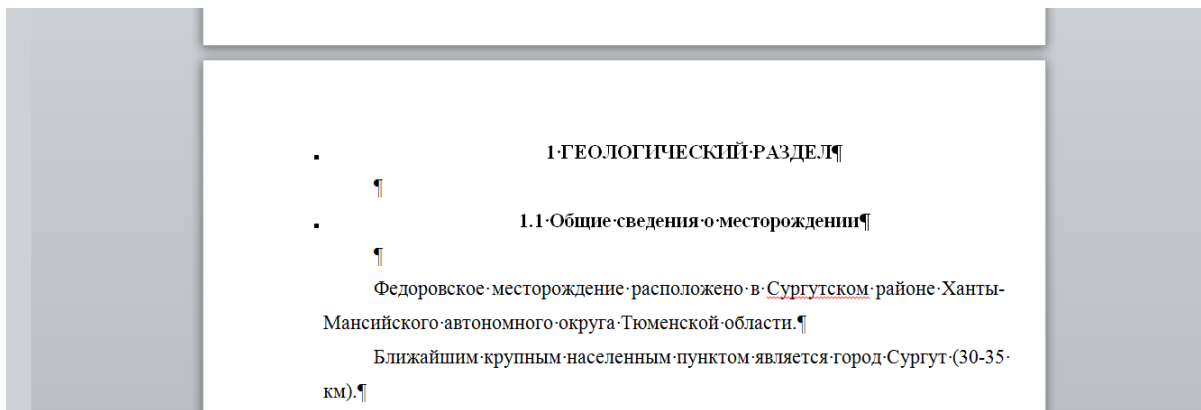 1 ГЕОЛОГИЧЕСКИЙ РАЗДЕЛ¶
¶
1.1 Общие сведения о месторождении¶
¶
Федоровское месторождение расположено в Сургутском районе Ханты-
Мансийского автономного округа Тюменской области.¶
Ближайшим крупным населенным пунктом является город Сургут (30-35
км).¶